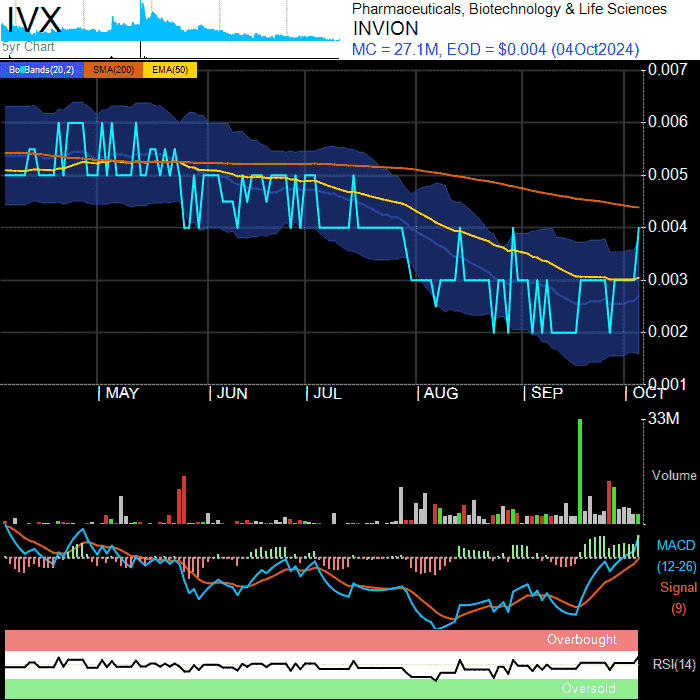 IVX
5yr Chart
Pharmaceuticals, Biotechnology & Life Sciences
INVION
MC = 27.1M, EOD = $0.004 (04Oct2024)
BollBands(20,2) SMA(200) EMA(50)
0.007
0.006
0.005
0.004
0.003
0.002
0.001
MAY JUN JUL AUG SEP OCT
33M
Volume
MACD
(12-26)
Signal
(9)
Overbought
RSI(14)
Oversold